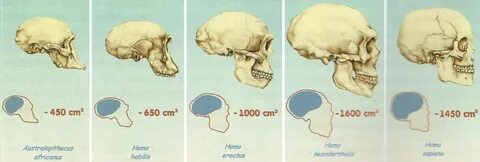 - 450 cm³
- 650 cm³
- 1000 cm³
- 1600 cm³
- 1450 cm³
Australopithecus
africanus
Homo
habilis
Homo
erectus
Homo
neanderthalis
Homo
sapiens